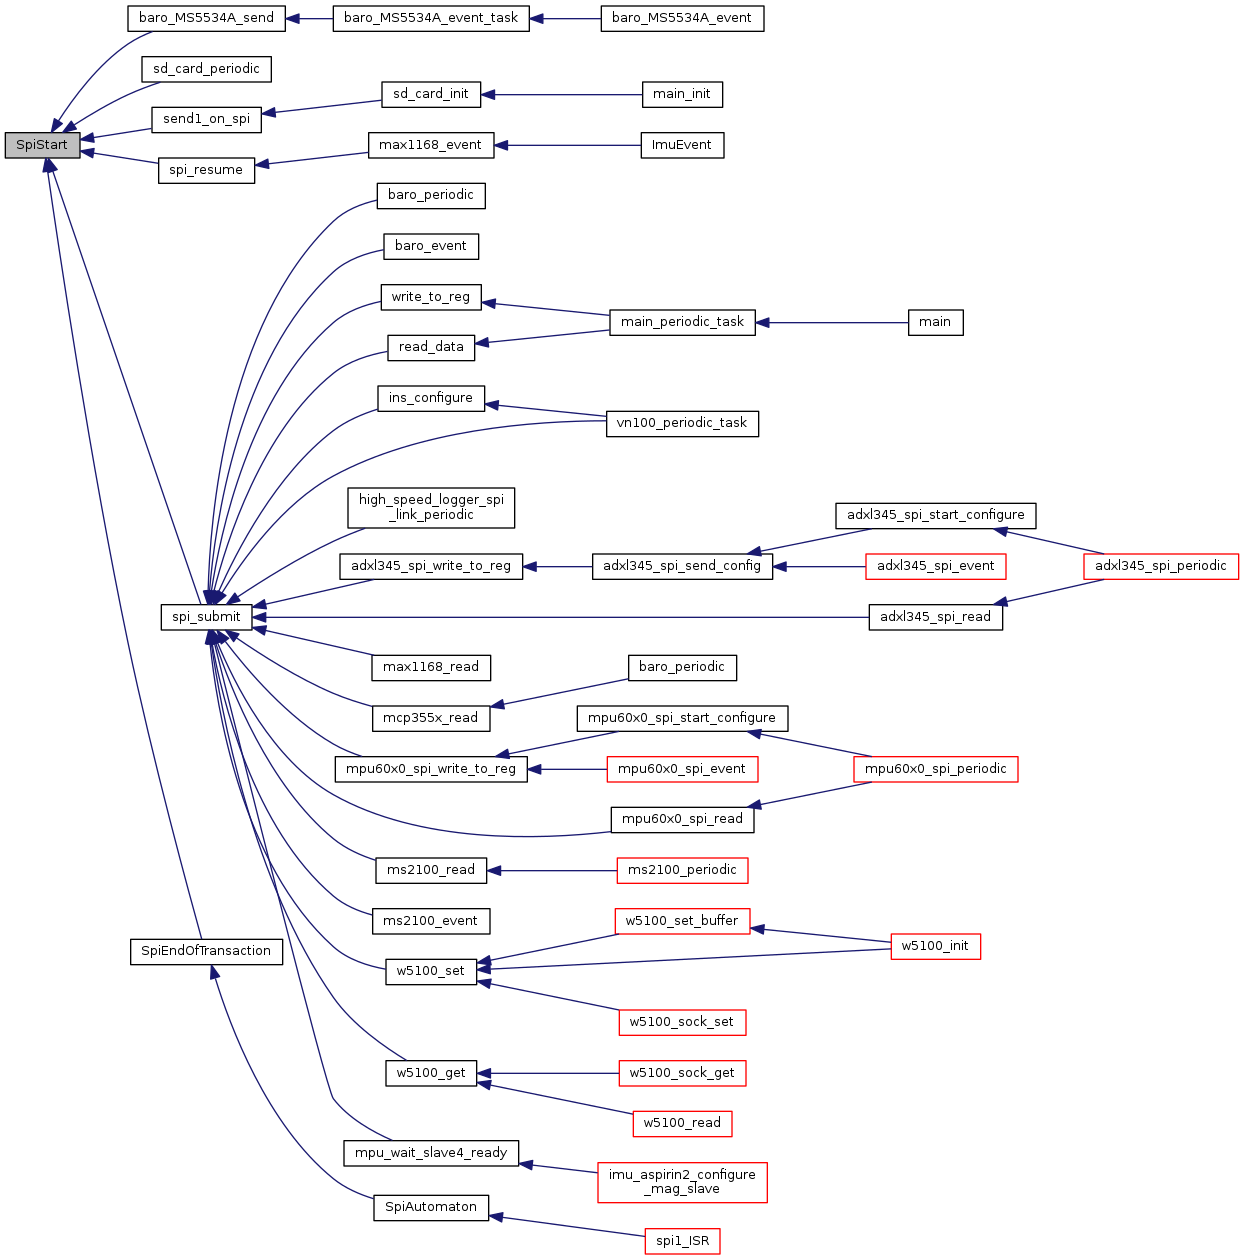 baro_MS5534A_send
baro_MS5534A_event_task
baro_MS5534A_event
sd_card_periodic
sd_card_init
main_init
send1_on_spi
SpiStart
max1168_event
ImuEvent
spi_resume
baro_periodic
baro_event
write_to_reg
main_periodic_task
main
read_data
ins_configure
vn100_periodic_task
high_speed_logger_spi
_link_periodic
adxl345_spi_start_configure
adxl345_spi_write_to_reg
adxl345_spi_send_config
adxl345_spi_event
adxl345_spi_periodic
spi_submit
adxl345_spi_read
max1168_read
baro_periodic
mcp355x_read
mpu60x0_spi_start_configure
mpu60x0_spi_write_to_reg
mpu60x0_spi_event
mpu60x0_spi_periodic
mpu60x0_spi_read
ms2100_read
ms2100_periodic
ms2100_event
w5100_set_buffer
SpiEndOfTransaction
w5100_init
w5100_set
w5100_sock_set
w5100_get
w5100_sock_get
w5100_read
mpu_wait_slave4_ready
imu_aspirin2_configure
_mag_slave
SpiAutomaton
spi1_ISR